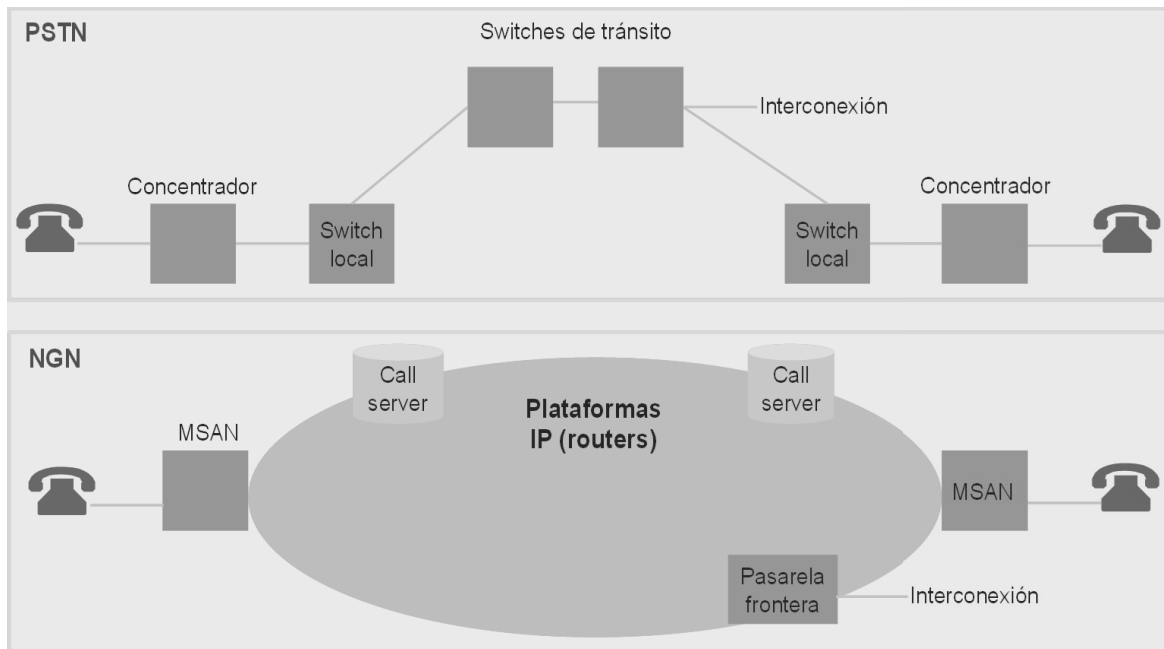 PSTN
Switches de tránsito
Interconexión
Concentrador
Concentrador
Switch
local
Switch
local
NGN
Call
server
Call
server
Plataformas
IP (routers)
MSAN
MSAN
Pasarela
frontera
Interconexión